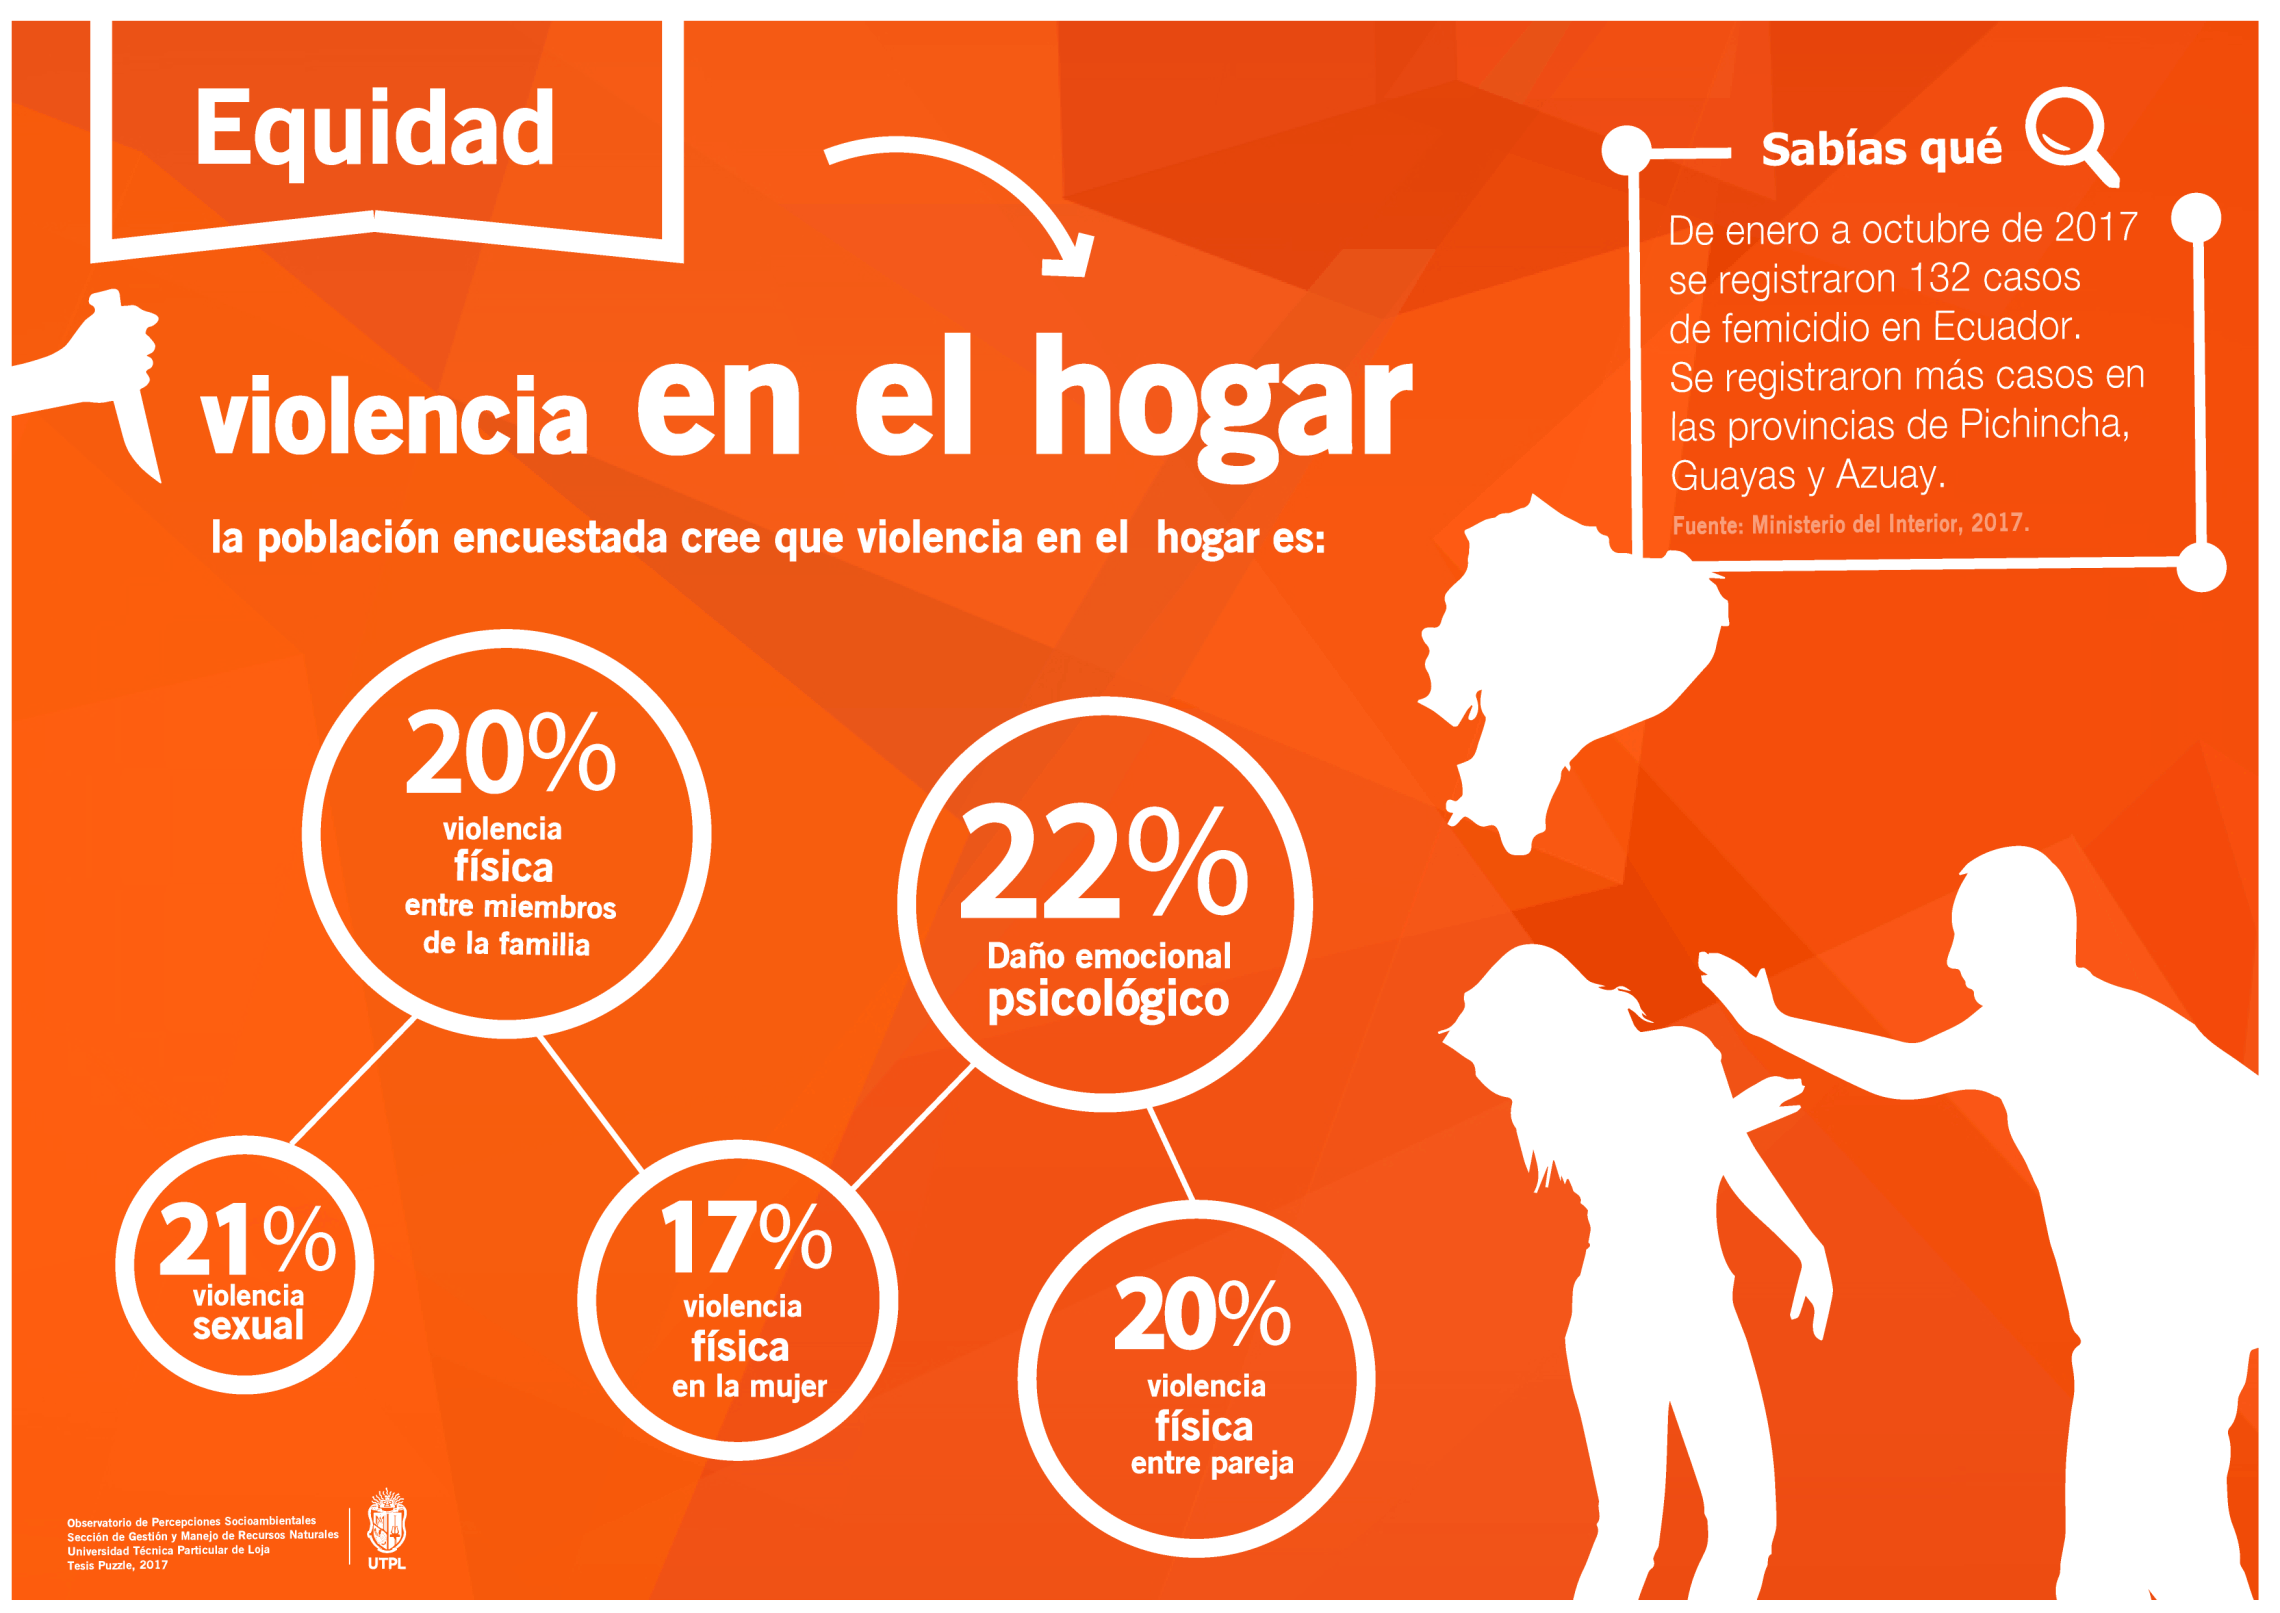 Equidad
violencia en el hogar
la población encuestada cree que violencia en el hogar es:
Sabías qué
De enero a octubre de 2017
se registraron 132 casos
de femicidio en Ecuador.
Se registraron más casos en
las provincias de Pichincha,
Guayas y Azuay.
Fuente: Ministerio del Interior, 2017.
20%
violencia
física
entre miembros
de la familia
22%
Daño emocional
psicológico
21%
violencia
sexual
17%
violencia
física
en la mujer
20%
violencia
física
entre pareja
Observatorio de Percepciones Socioambientales
Sección de Gestión y Manejo de Recursos Naturales
Universidad Técnica Particular de Loja
Tesis Puzzle, 2017
UTPL